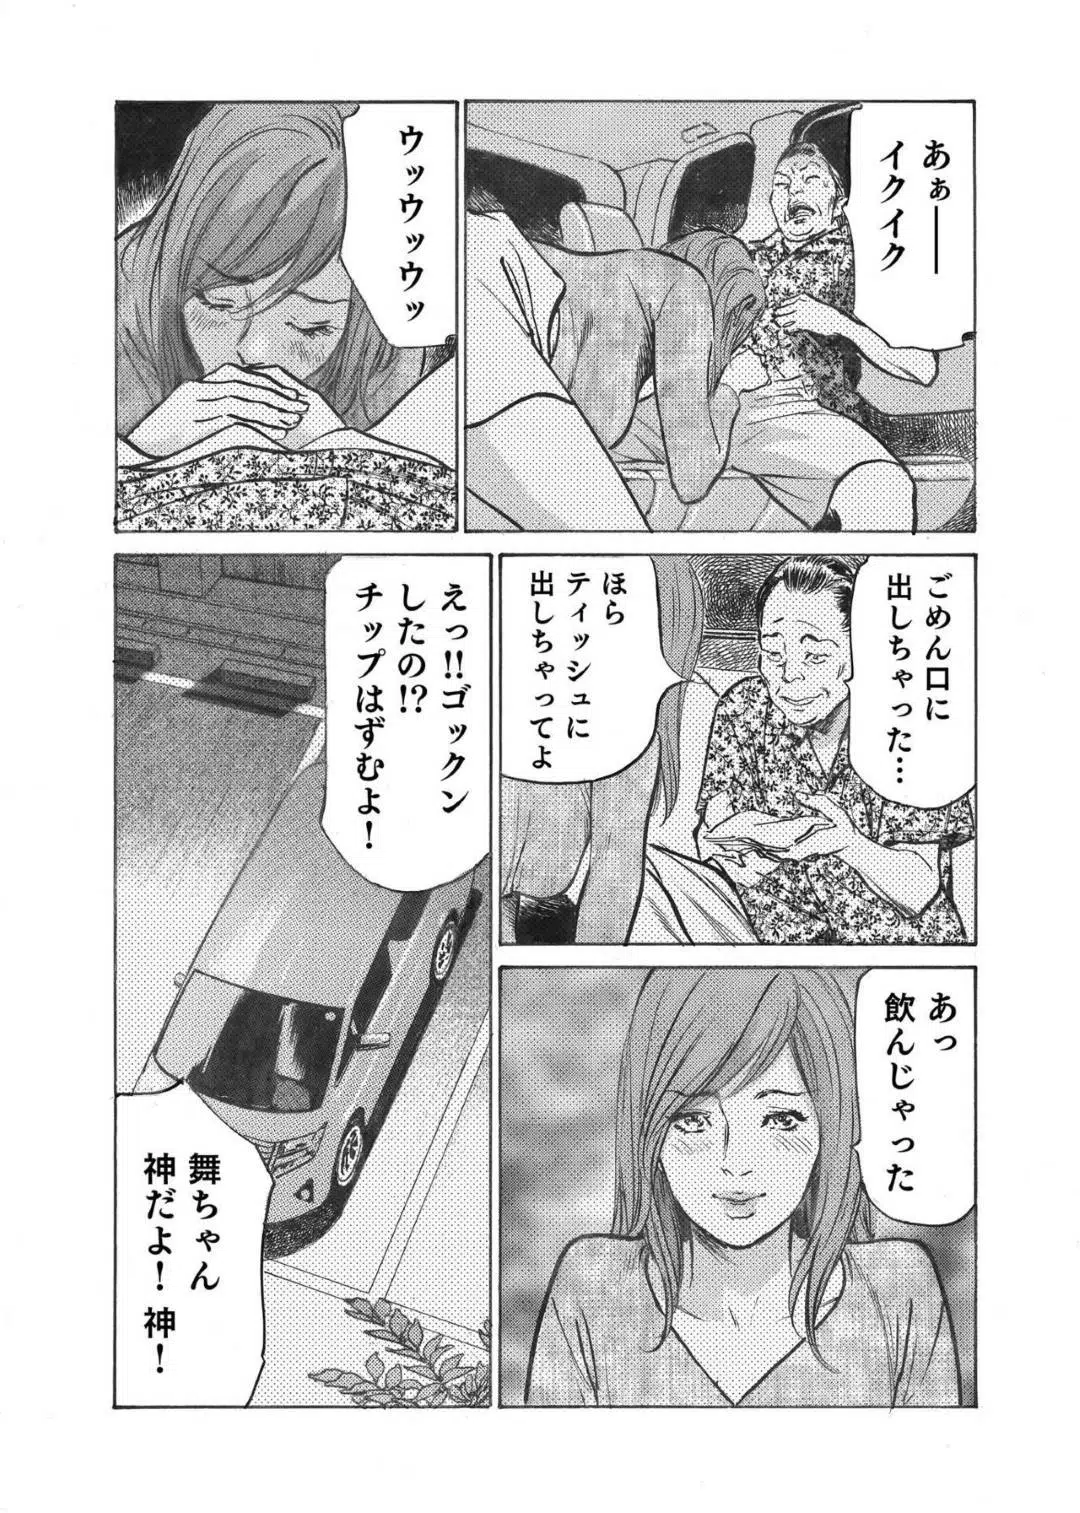 あぁー
イクイク
ウッウッウッ
ごめん口に
出しちゃった…
ほら
ティッシュに
出しちゃってよ
あっ
飲んじゃった
えっ!!ゴックン
したの!?
チップはずむよ！
舞ちゃん
神だよ！神！